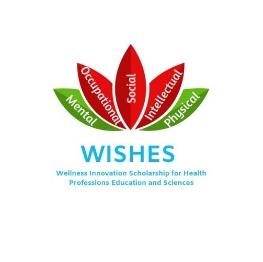 Mental
Occupational
Social
Intellectual
Physical
WISHES
Wellness Innovation Scholarship for Health
Professions Education and Sciences